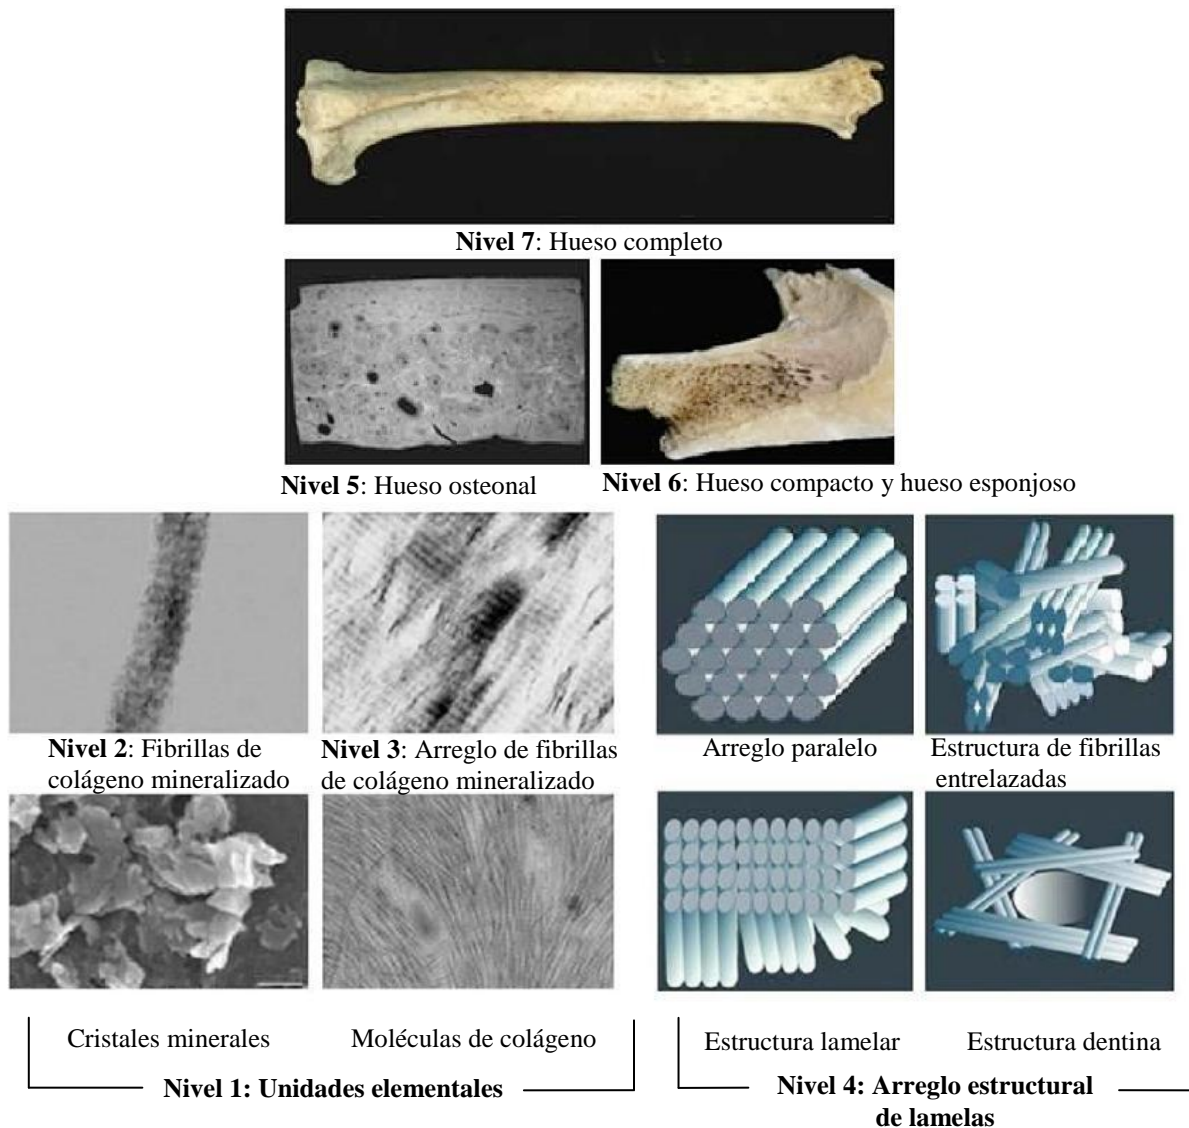 Nivel 7: Hueso completo
Nivel 5: Hueso osteonal
Nivel 6: Hueso compacto y hueso esponjoso
Nivel 2: Fibrillas de
colágeno mineralizado
Nivel 3: Arreglo de fibrillas
de colágeno mineralizado
Arreglo paralelo
Estructura de fibrillas
entrelazadas
Cristales minerales
Moléculas de colágeno
Estructura lamelar
Estructura dentina
Nivel 1: Unidades elementales
Nivel 4: Arreglo estructural
de lamelas